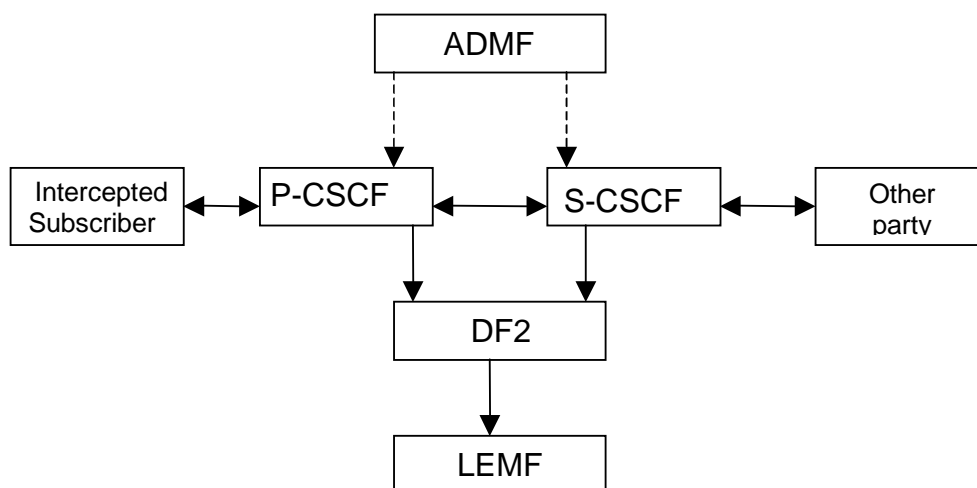 ADMF
Intercepted
Subscriber
P-CSCF
S-CSCF
Other
party
DF2
LEMF